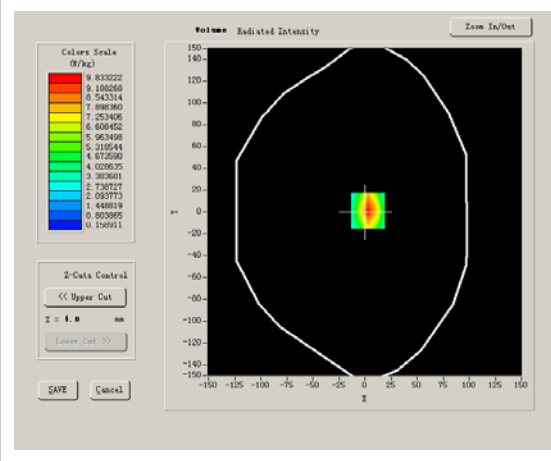 Volume Radiated Intensity
Zoom In/Out
Colors Scale
(W/kg)
9.833222
9.188268
8.543314
7.898360
7.253406
6.608452
5.963498
5.318544
4.673590
4.028635
3.383681
2.738727
2.093773
1.448819
0.803865
0.158911
Z-Cuts Control
<< Upper Cut
Z = 4.0 mm
Lower Cut >>
SAVE
Cancel
150
140
120
100
80
60
40
20
0
-20
-40
-60
-80
-100
-120
-140
-150
Y
-150 -125 -100 -75 -50 -25 0 25 50 75 100 125 150
X